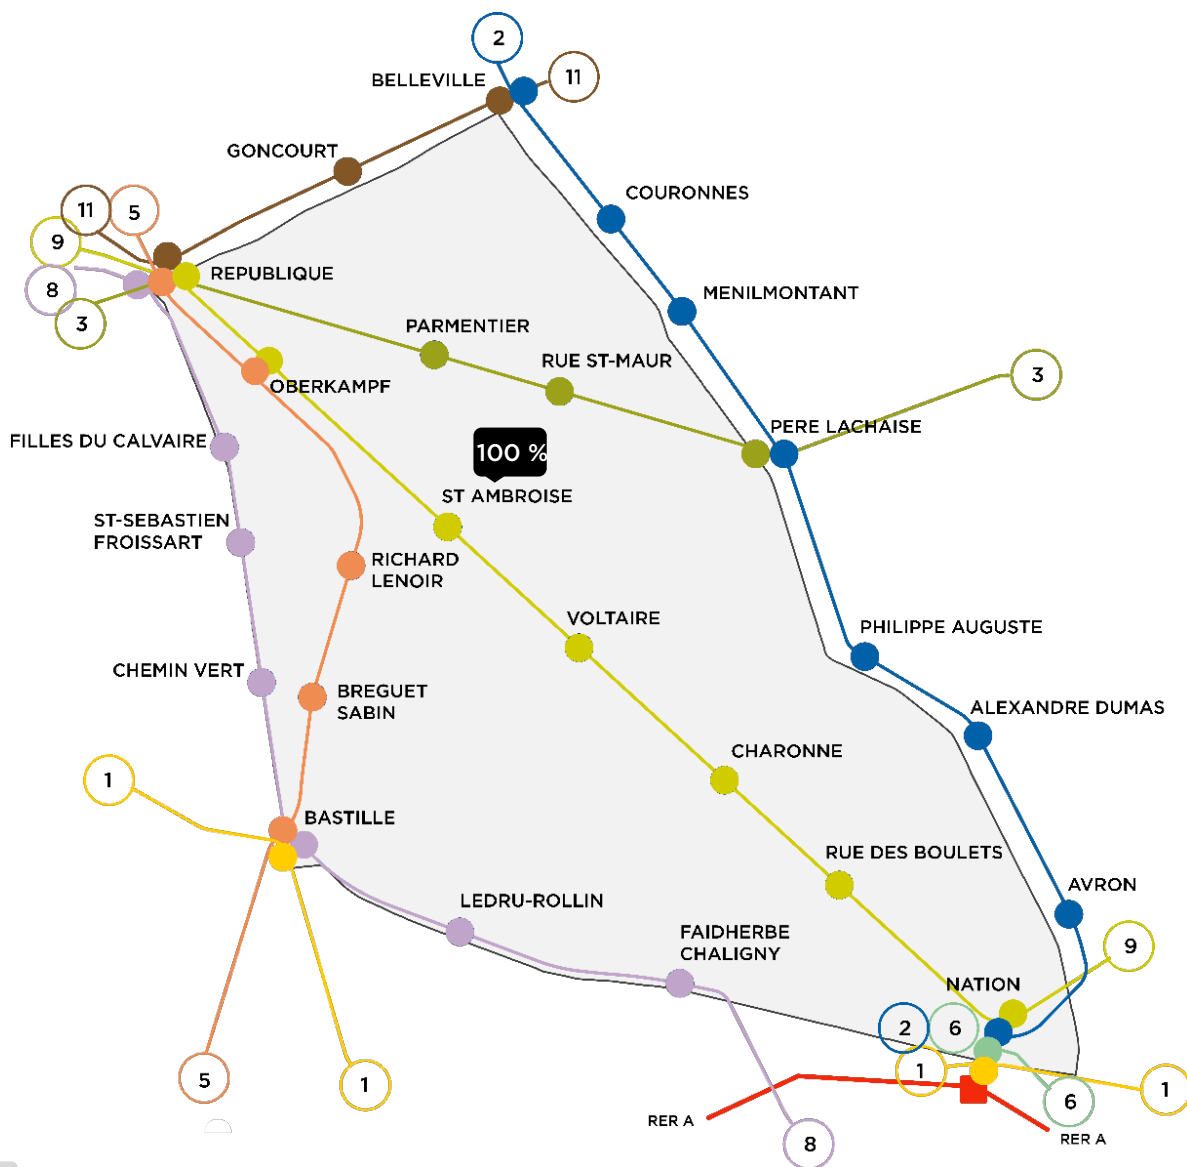 2
11
BELLEVILLE
GONCOURT
COURONNES
11
5
9
REPUBLIQUE
8
MENILMONTANT
3
PARMENTIER
RUE ST-MAUR
3
OBERKAMPF
PERE LACHAISE
FILLES DU CALVAIRE
100 %
ST AMBROISE
ST-SEBASTIEN
FROISSART
RICHARD
LENOIR
VOLTAIRE
PHILIPPE AUGUSTE
CHEMIN VERT
BREGUET
SABIN
ALEXANDRE DUMAS
CHARONNE
1
BASTILLE
RUE DES BOULETS
AVRON
LEDRU-ROLLIN
FAIDHERBE
CHALIGNY
9
NATION
2
6
1
5
1
1
6
RER A
RER A
8